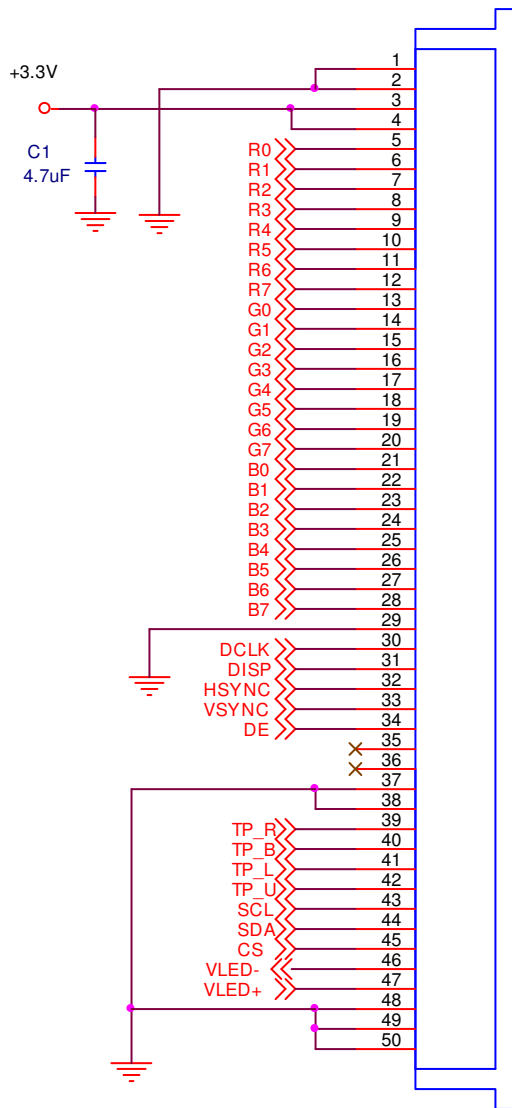 +3.3V
C1
4.7uF
1
2
3
4
R0 5
R1 6
R2 7
R3 8
R4 9
R5 10
R6 11
R7 12
G0 13
G1 14
G2 15
G3 16
G4 17
G5 18
G6 19
G7 20
B0 21
B1 22
B2 23
B3 24
B4 25
B5 26
B6 27
B7 28
29
DCLK 30
DISP 31
HSYNC 32
VSYNC 33
DE 34
35
36
37
38
TP_R 39
TP_B 40
TP_L 41
TP_U 42
SCL 43
SDA 44
CS 45
VLED- 46
VLED+ 47
48
49
50